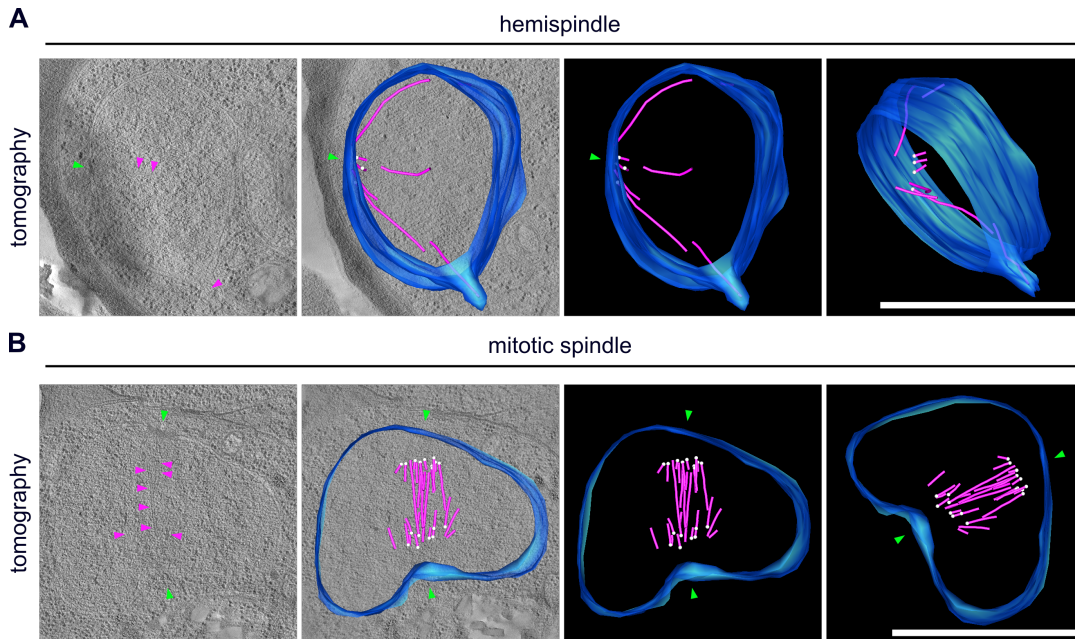 A
hemispindle
tomography
B
mitotic spindle
tomography